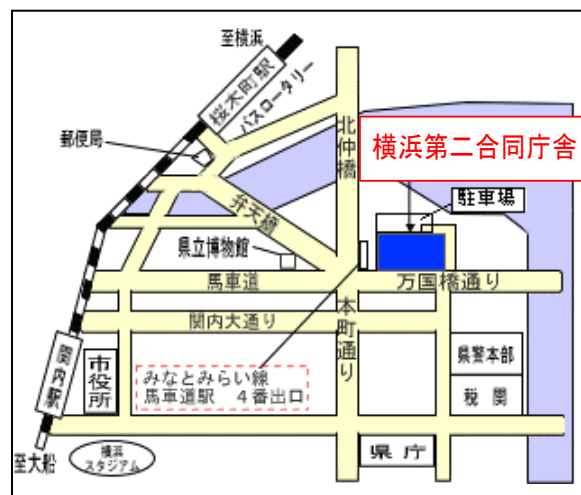 至横浜
桜木町駅
バスロータリー
郵便局
北仲橋
横浜第二合同庁舎
駐車場
弁天橋
県立博物館
馬車道
万国橋通り
関内大通り
本町通り
関内駅
市役所
みなとみらい線
馬車道駅 4番出口
県警本部
税関
至大船
横浜
スタジアム
県庁